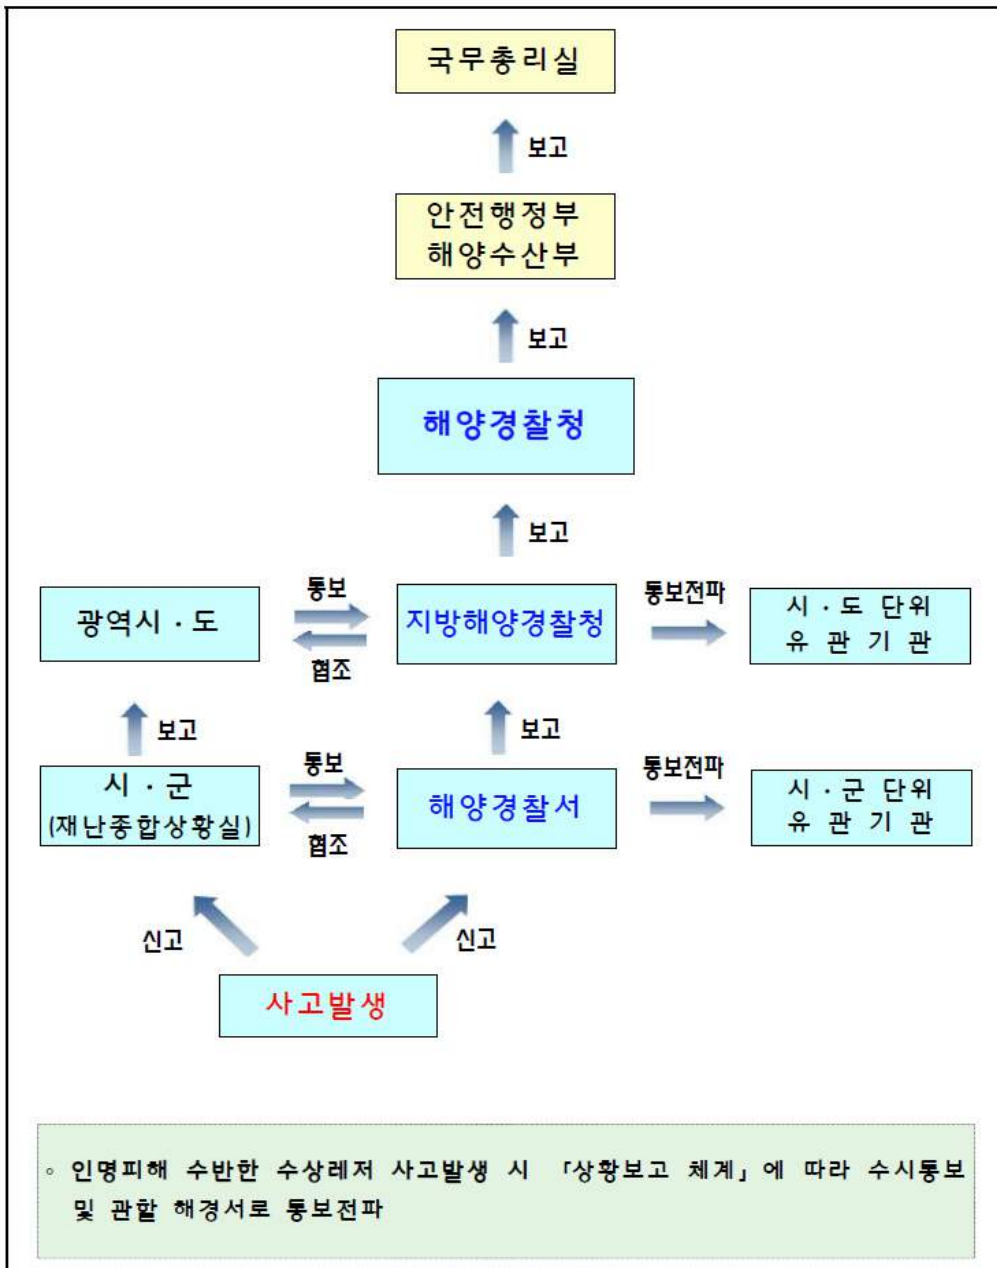 국무총리실
보고
안전행정부
해양수산부
보고
해양경찰청
보고
광역시 · 도
통보
협조
지방해양경찰청
통보전파
시 · 도 단위
유 관 기 관
보고
보고
시 · 군
(재난종합상황실)
통보
협조
해양경찰서
통보전파
시 · 군 단위
유 관 기 관
신고
신고
사고발생
◦ 인명피해 수반한 수상레저 사고발생 시 「상황보고 체계」에 따라 수시통보
및 관할 해경서로 통보전파